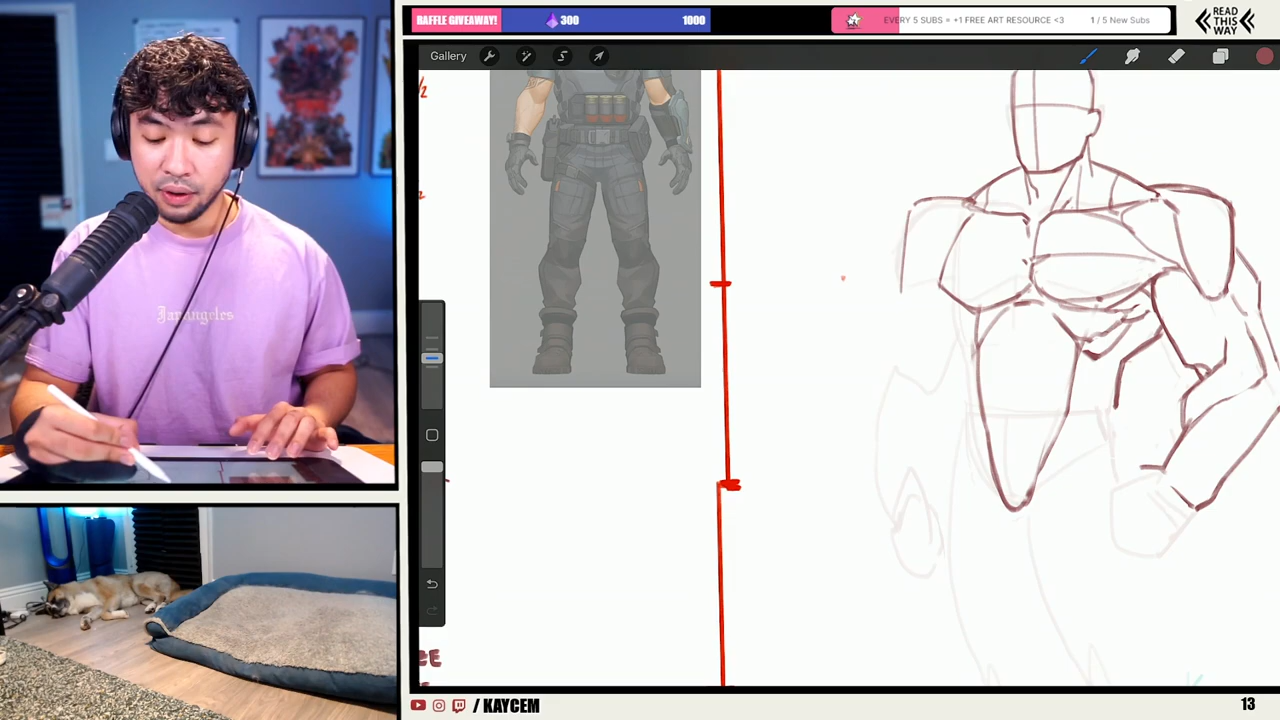 RAFFLE GIVEAWAY! 300 1000
EVERY 5 SUBS = +1 FREE ART RESOURCE <3 1 / 5 New Subs
READ
THIS
WAY
Gallery
JapAngeles
/ KAYCEM
13